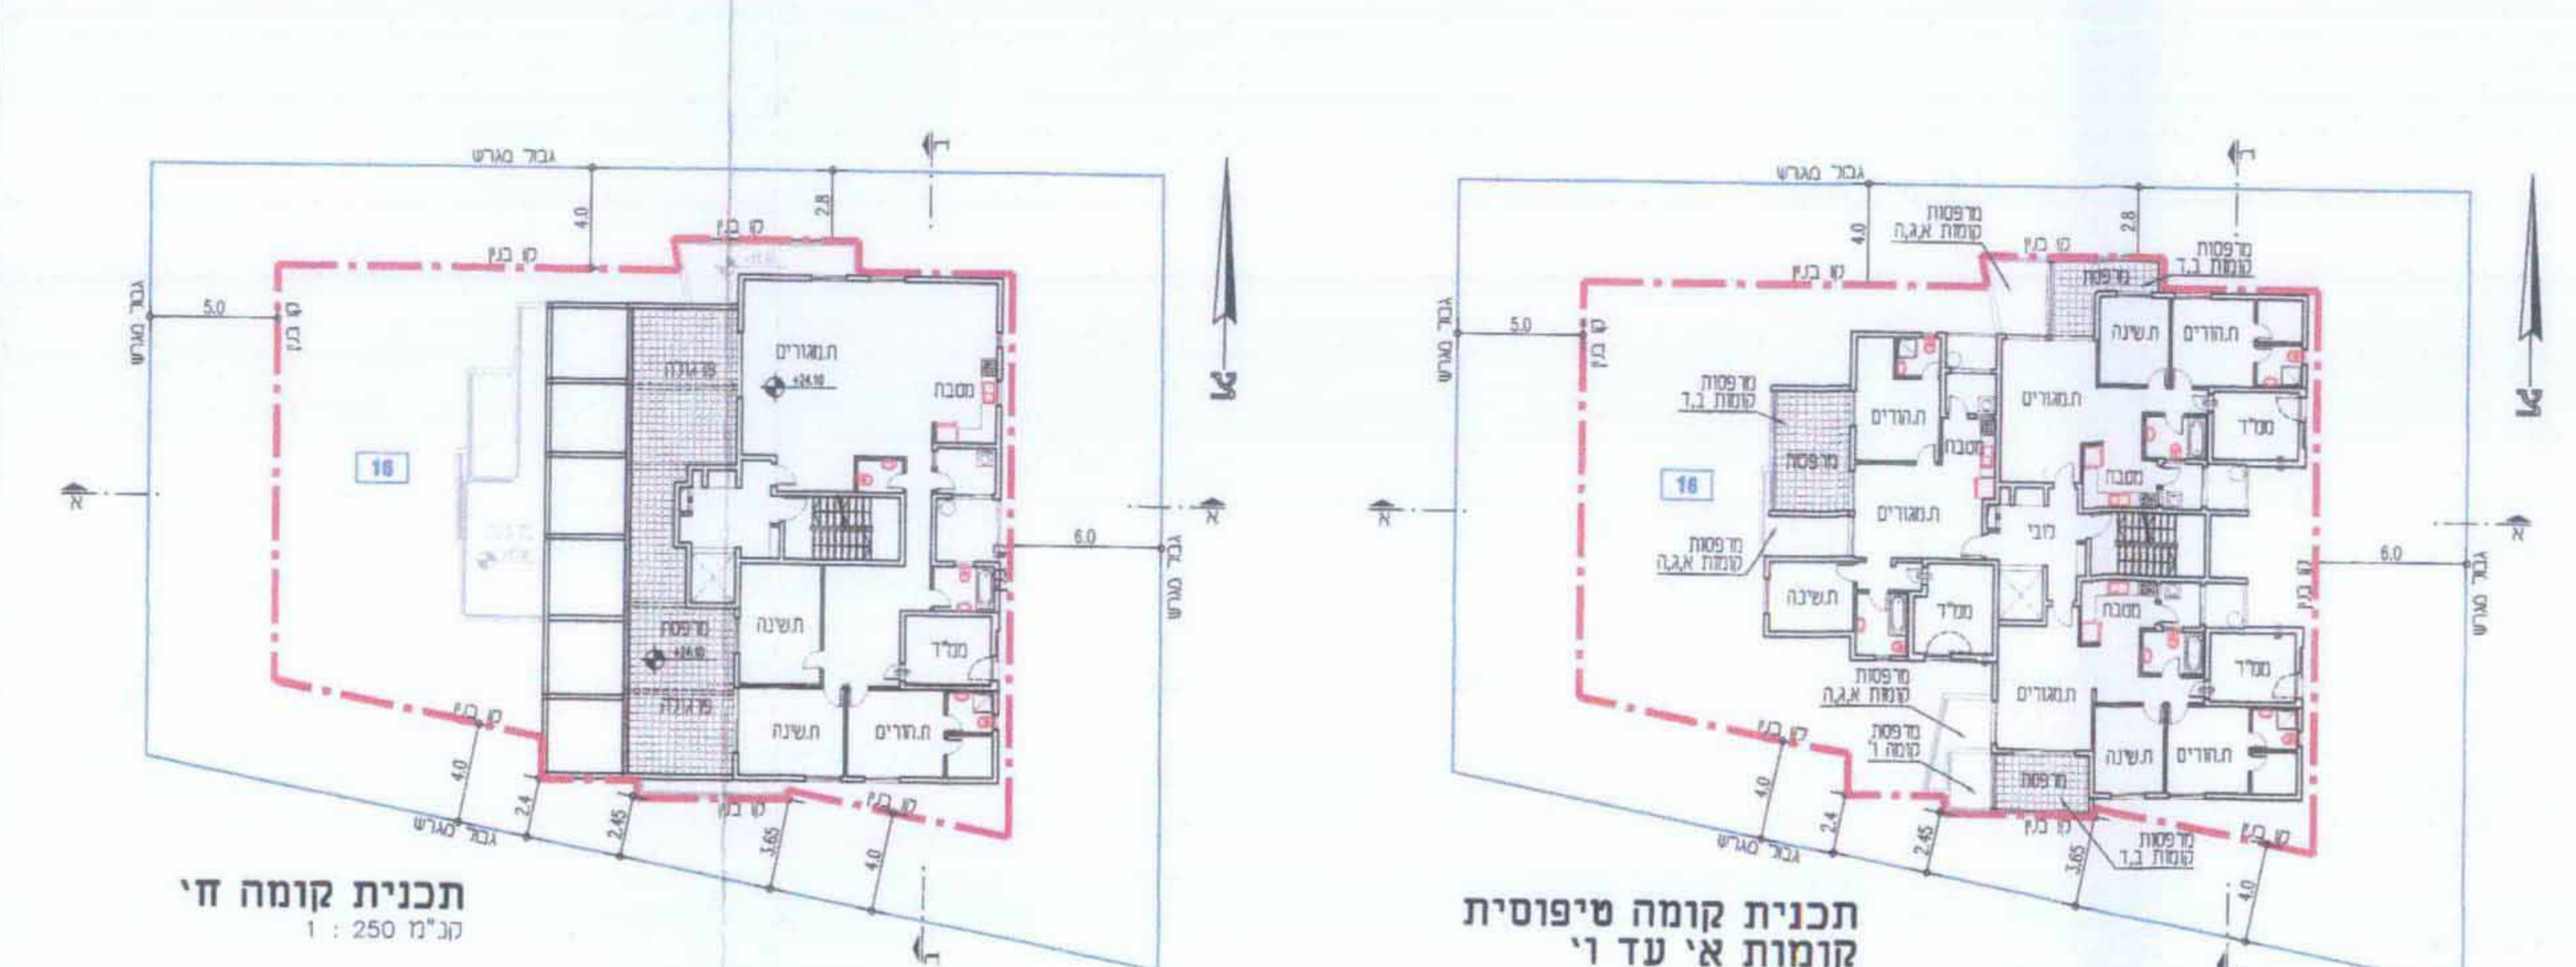 גבול מגרש
ב
4.0
2.8
קו בנין
קו בנין
גבול מגרש
5.0
קו בנין
ת.מגורים
+24.10
פרגולה
מטבח
16
א
א
6.0
גבול מגרש
ת.שינה
מרפסת
+24.10
ממ"ד
פרגולה
ת.שינה
ת.הורים
קו בנין
4.0
2.4
2.45
קו בנין
3.65
קו בנין
4.0
גבול מגרש
ב
תכנית קומה ח'
קנ"מ 250 : 1
גבול מגרש
ב
4.0
2.8
מרפסות
קומות א,ג,ה
קו בנין
מרפסות
קומות ב,ד
קו בנין
מרפסת
גבול מגרש
5.0
קו בנין
ת.שינה
ת.הורים
מרפסות
קומות ב,ד
ת.הורים
ת.מגורים
ממ"ד
מטבח
מרפסת
מטבח
16
א
א
ת.מגורים
לובי
מרפסות
קומות א,ג,ה
6.0
גבול מגרש
קו בנין
ת.שינה
ממ"ד
מטבח
ממ"ד
מרפסות
קומות א,ג,ה
ת.מגורים
מרפסת
קומה ו'
ת.שינה
ת.הורים
מרפסת
קו בנין
4.0
2.4
2.45
קו בנין
3.65
מרפסות
קומות ב,ד
קו בנין
4.0
גבול מגרש
תכנית קומה טיפוסית
קומות א' עד ו'